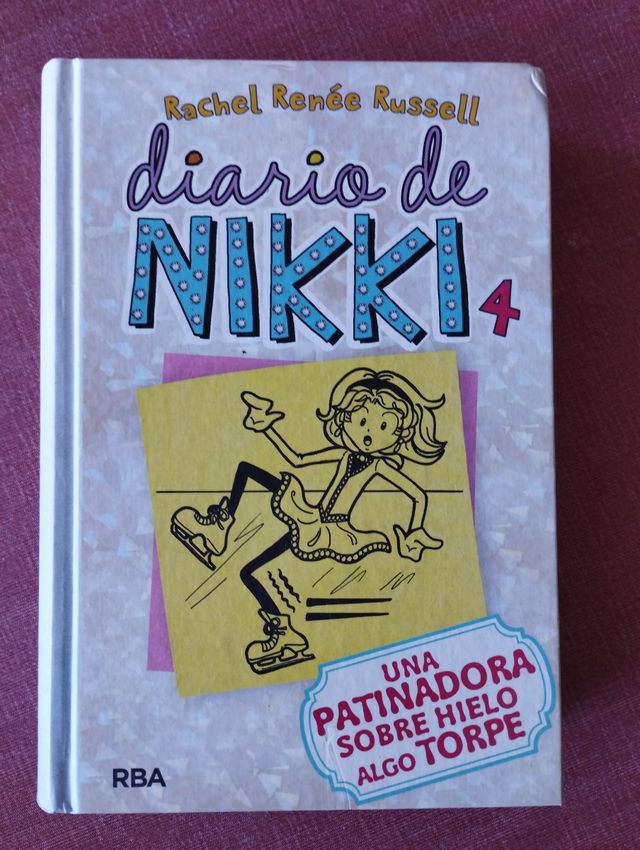 Rachel Renée Russell
diario de
NIKKI 4
UNA
PATINADORA
SOBRE HIELO
ALGO TORPE
RBA